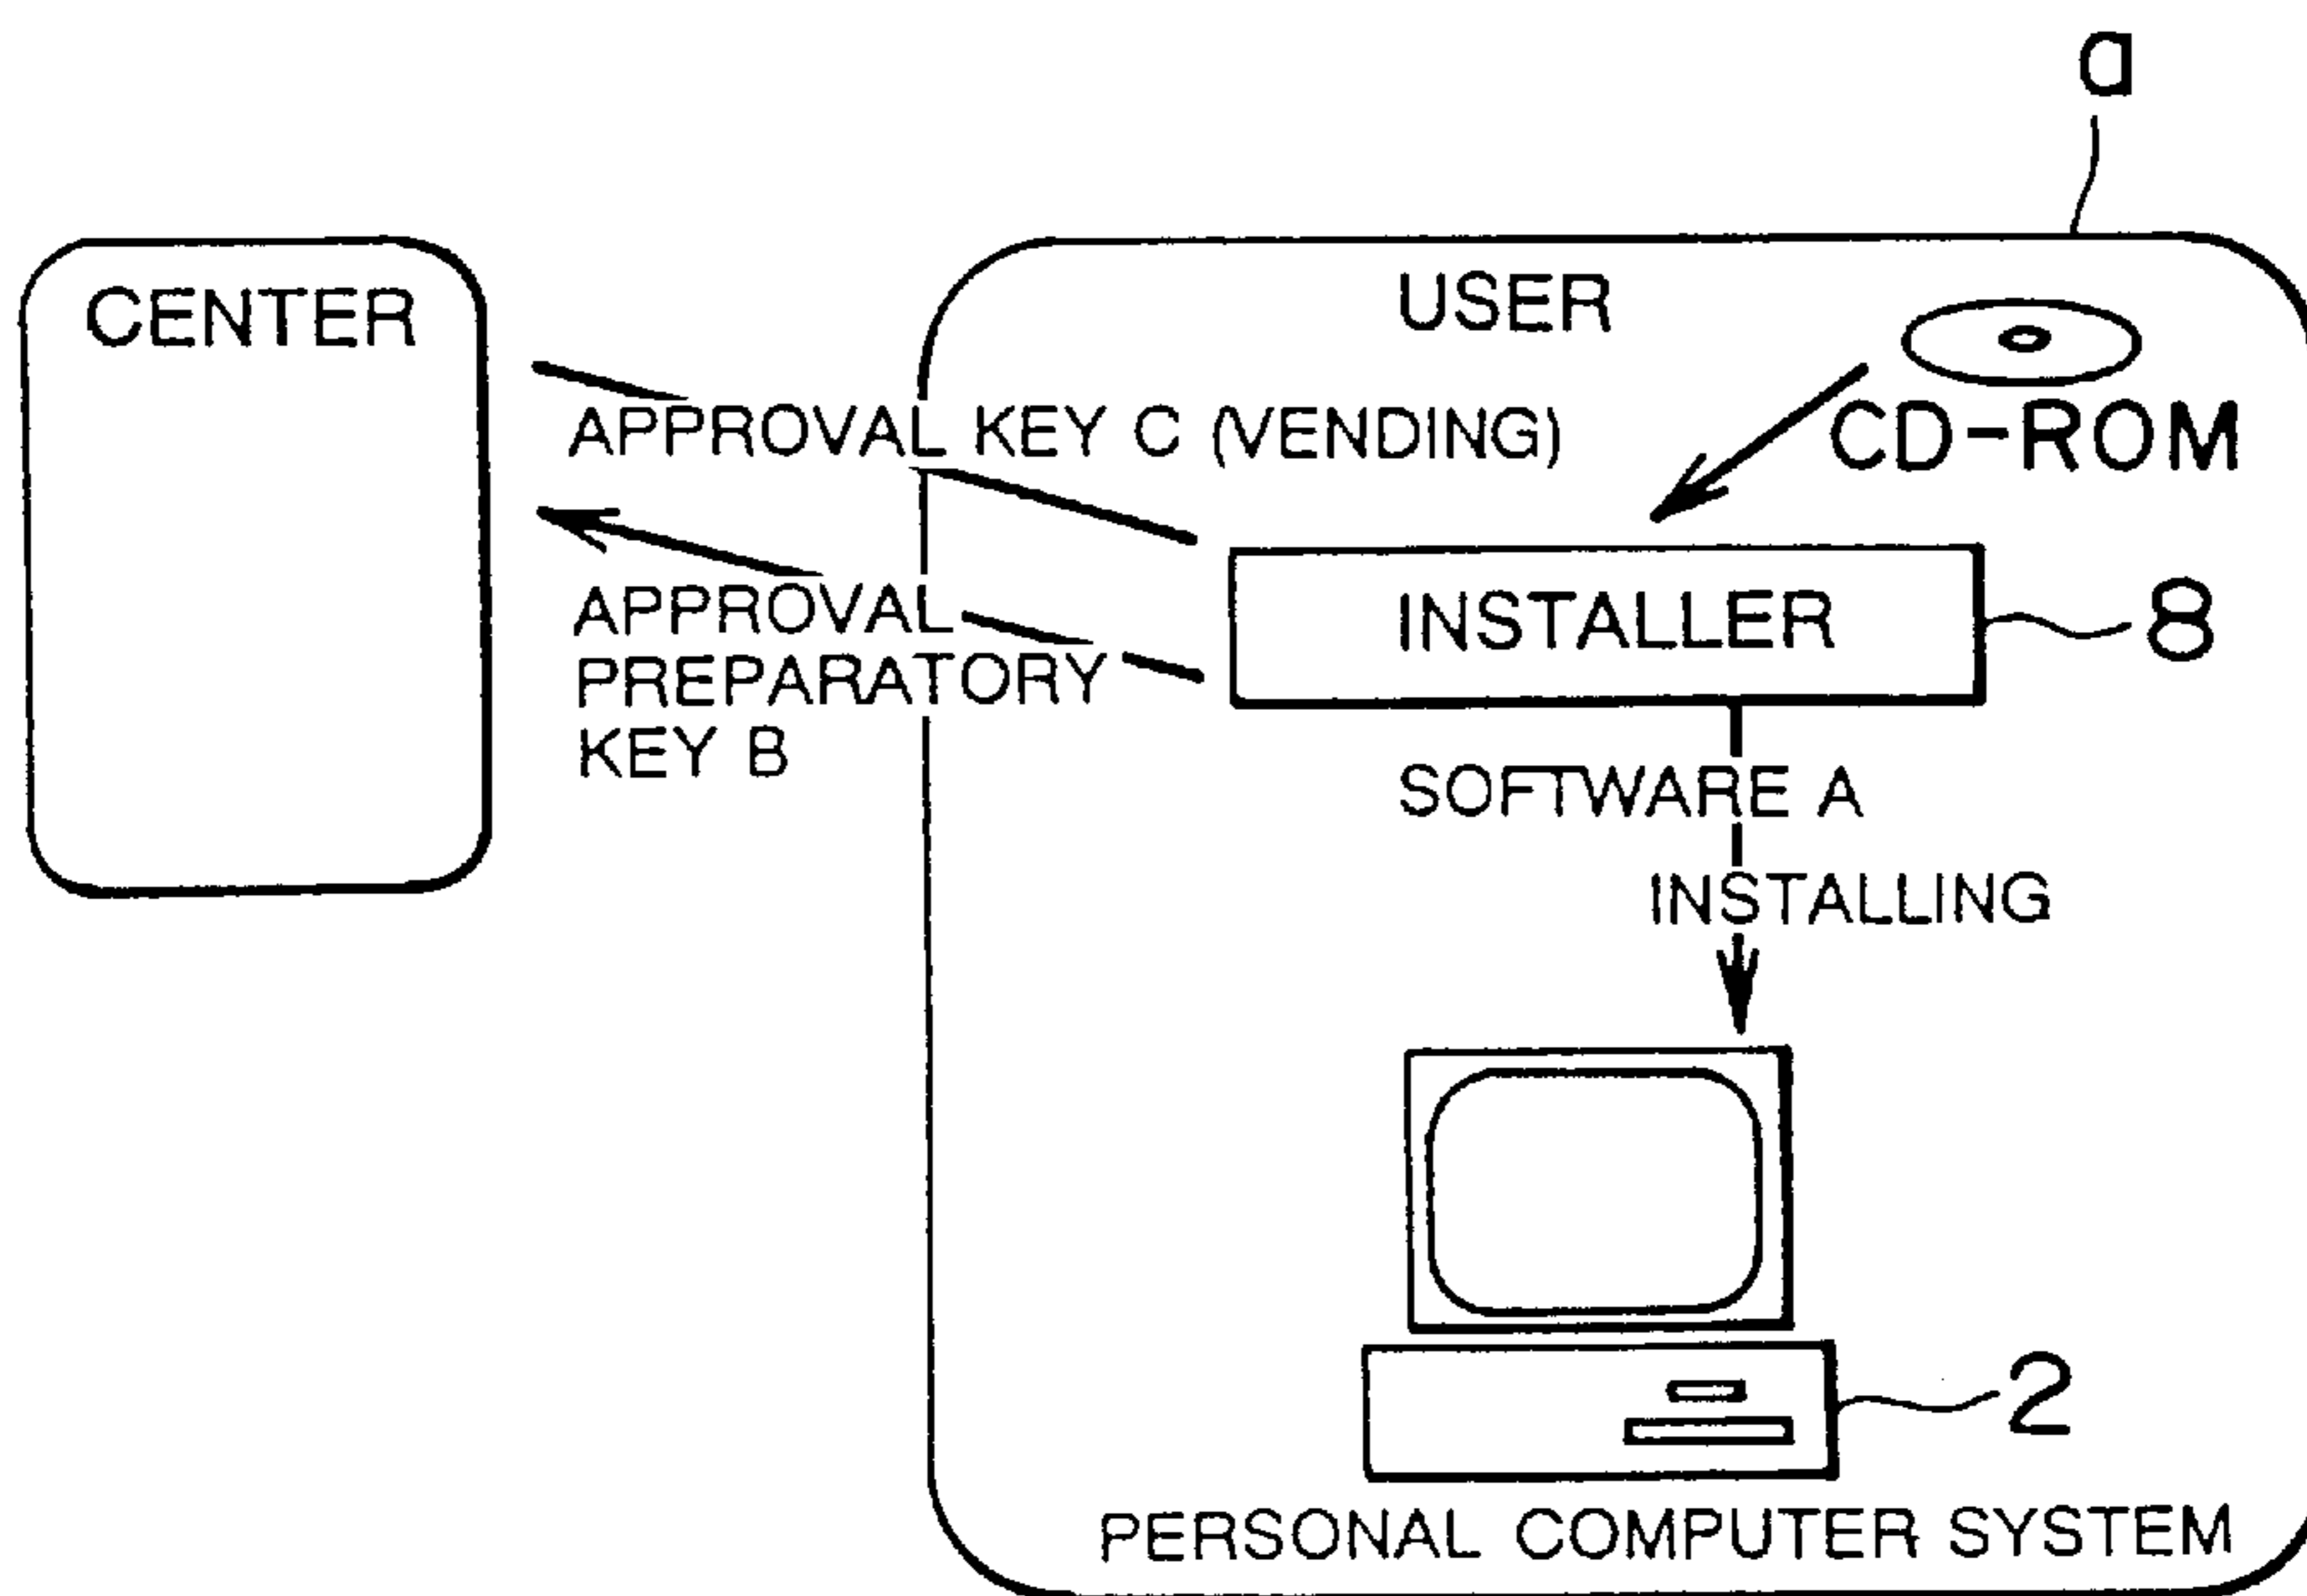 a
CENTER
USER
APPROVAL KEY C (VENDING)
CD-ROM
APPROVAL
PREPARATORY
KEY B
INSTALLER
8
SOFTWARE A
INSTALLING
2
PERSONAL COMPUTER SYSTEM